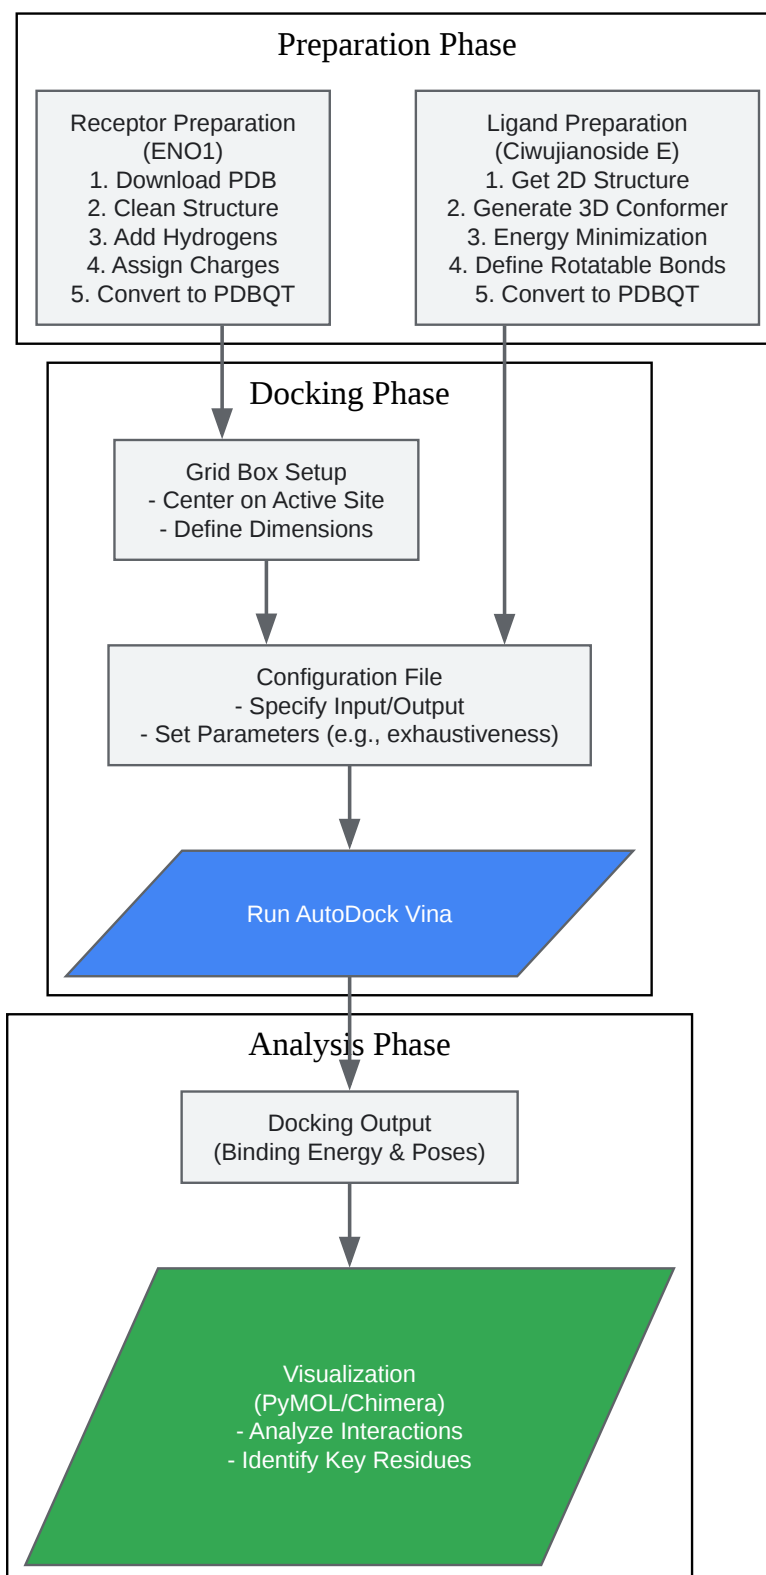 Preparation Phase
Receptor Preparation
(ENO1)
1. Download PDB
2. Clean Structure
3. Add Hydrogens
4. Assign Charges
5. Convert to PDBQT
Ligand Preparation
(Ciwujianoside E)
1. Get 2D Structure
2. Generate 3D Conformer
3. Energy Minimization
4. Define Rotatable Bonds
5. Convert to PDBQT
Docking Phase
Grid Box Setup
- Center on Active Site
- Define Dimensions
Configuration File
- Specify Input/Output
- Set Parameters (e.g., exhaustiveness)
Run AutoDock Vina
Analysis Phase
Docking Output
(Binding Energy & Poses)
Visualization
(PyMOL/Chimera)
- Analyze Interactions
- Identify Key Residues